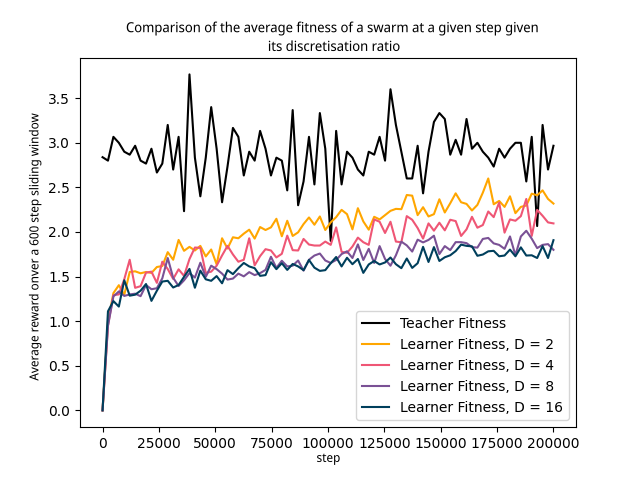 Comparison of the average fitness of a swarm at a given step given
its discretisation ratio
Average reward onver a 600 step sliding window
3.5
3.0
2.5
2.0
1.5
1.0
0.5
0.0
Teacher Fitness
Learner Fitness, D = 2
Learner Fitness, D = 4
Learner Fitness, D = 8
Learner Fitness, D = 16
0 25000 50000 75000 100000 125000 150000 175000 200000
step